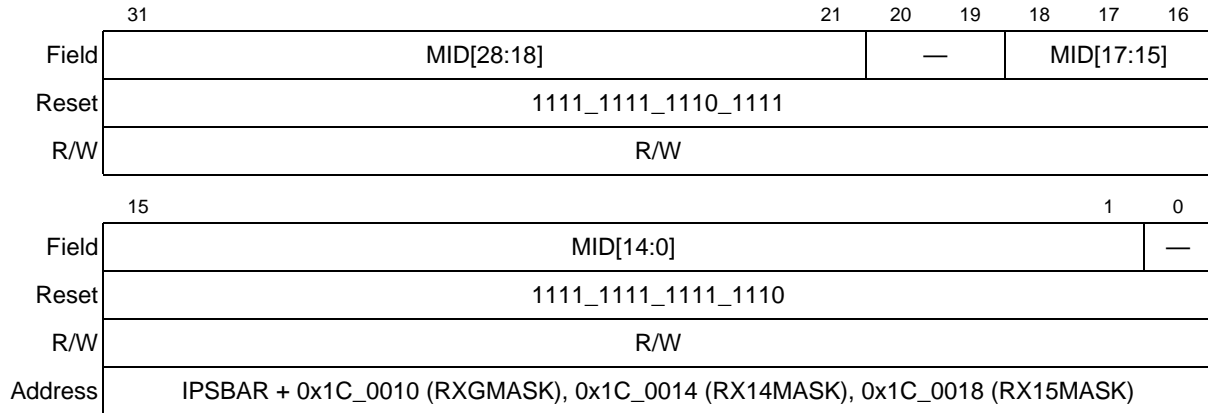 31 21 20 19 18 17 16
Field MID[28:18] — MID[17:15]
Reset 1111_1111_1110_1111
R/W R/W
15 1 0
Field MID[14:0] —
Reset 1111_1111_1111_1110
R/W R/W
Address IPSBAR + 0x1C_0010 (RXGMASK), 0x1C_0014 (RX14MASK), 0x1C_0018 (RX15MASK)